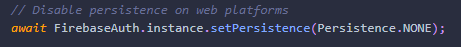 // Disable persistence on web platforms
await FirebaseAuth.instance.setPersistence(Persistence.NONE);